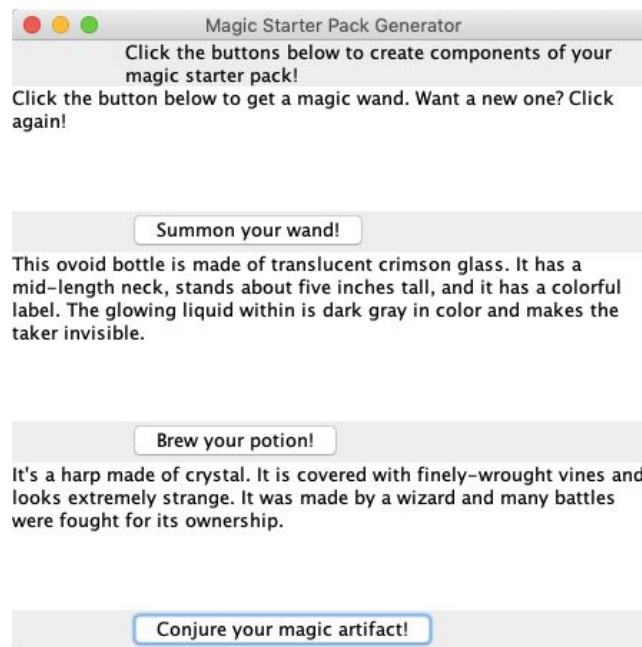 Magic Starter Pack Generator
Click the buttons below to create components of your
magic starter pack!
Click the button below to get a magic wand. Want a new one? Click
again!
Summon your wand!
This ovoid bottle is made of translucent crimson glass. It has a
mid-length neck, stands about five inches tall, and it has a colorful
label. The glowing liquid within is dark gray in color and makes the
taker invisible.
Brew your potion!
It's a harp made of crystal. It is covered with finely-wrought vines and
looks extremely strange. It was made by a wizard and many battles
were fought for its ownership.
Conjure your magic artifact!